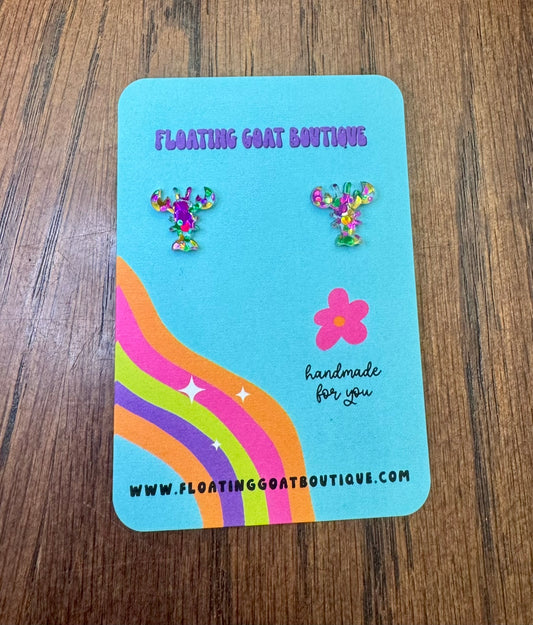 FLOATING GOAT BOUTIQUE
handmade
for you
WWW.FLOATINGGOATBOUTIQUE.COM